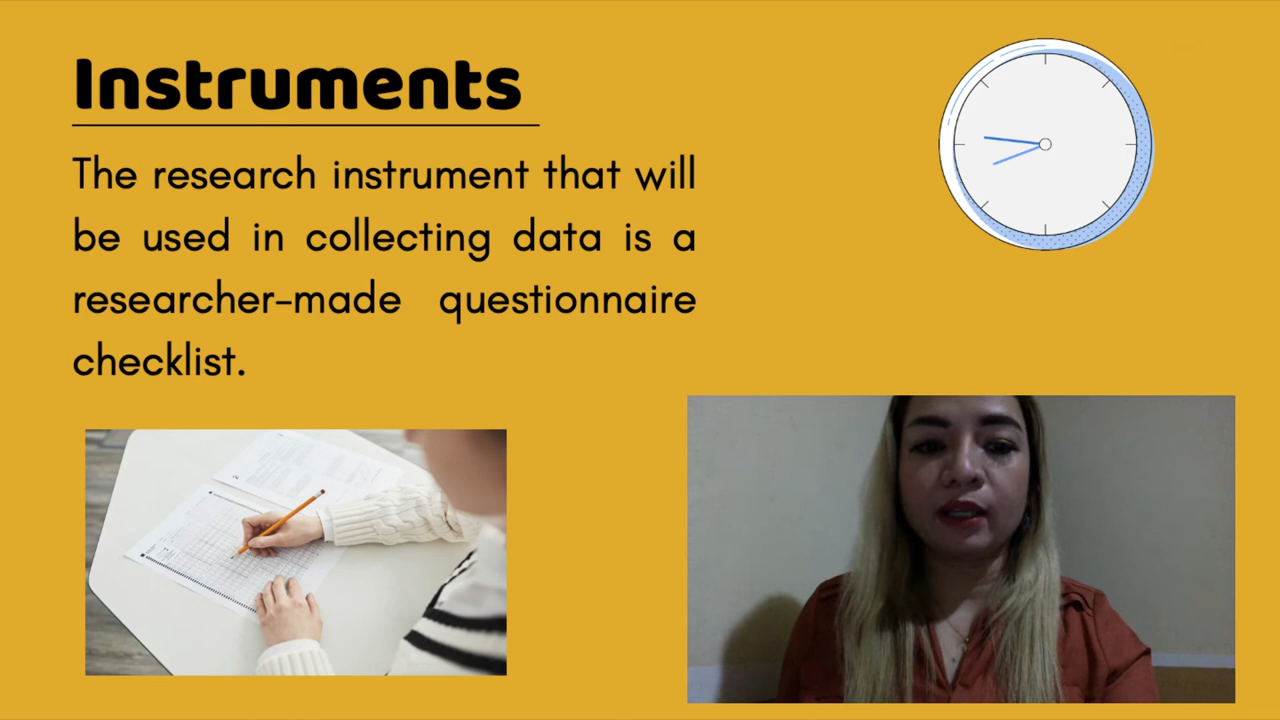 Instruments
The research instrument that will
be used in collecting data is a
researcher-made questionnaire
checklist.